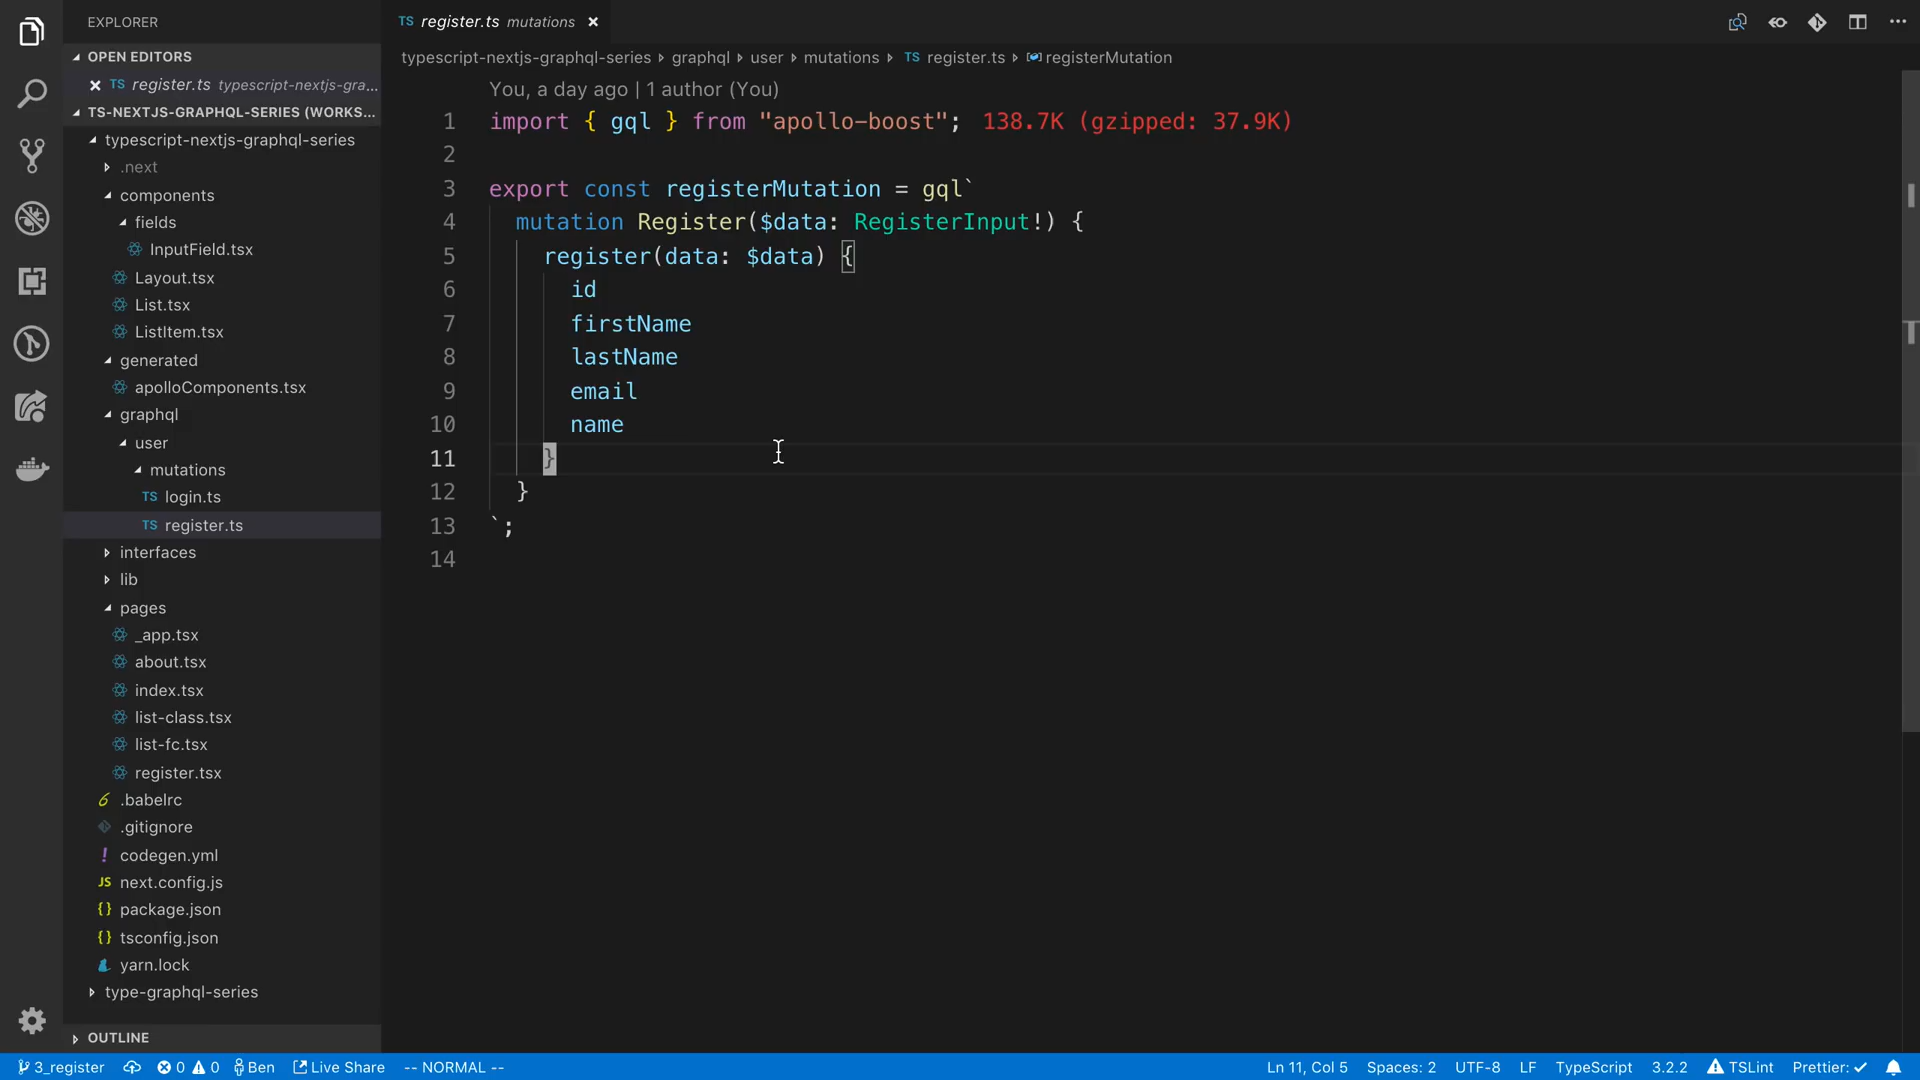 EXPLORER
OPEN EDITORS
TS register.ts typescript-nextjs-gra...
TS-NEXTJS-GRAPHQL-SERIES (WORKS...
typescript-nextjs-graphql-series
.next
components
fields
InputField.tsx
Layout.tsx
List.tsx
ListItem.tsx
generated
apolloComponents.tsx
graphql
user
mutations
TS login.ts
TS register.ts
interfaces
lib
pages
_app.tsx
about.tsx
index.tsx
list-class.tsx
list-fc.tsx
register.tsx
.babelrc
.gitignore
! codegen.yml
JS next.config.js
{} package.json
{} tsconfig.json
yarn.lock
type-graphql-series
OUTLINE
TS register.ts mutations
typescript-nextjs-graphql-series › graphql › user › mutations › TS register.ts › registerMutation
You, a day ago | 1 author (You)
1 import { gql } from "apollo-boost"; 138.7K (gzipped: 37.9K)
2
3 export const registerMutation = gql`
4 mutation Register($data: RegisterInput!) {
5 register(data: $data) {
6 id
7 firstName
8 lastName
9 email
10 name
11 }
12 }
13 `;
14
3_register 0 0 Ben Live Share -- NORMAL -- Ln 11, Col 5 Spaces: 2 UTF-8 LF TypeScript 3.2.2 TSLint Prettier: ✓